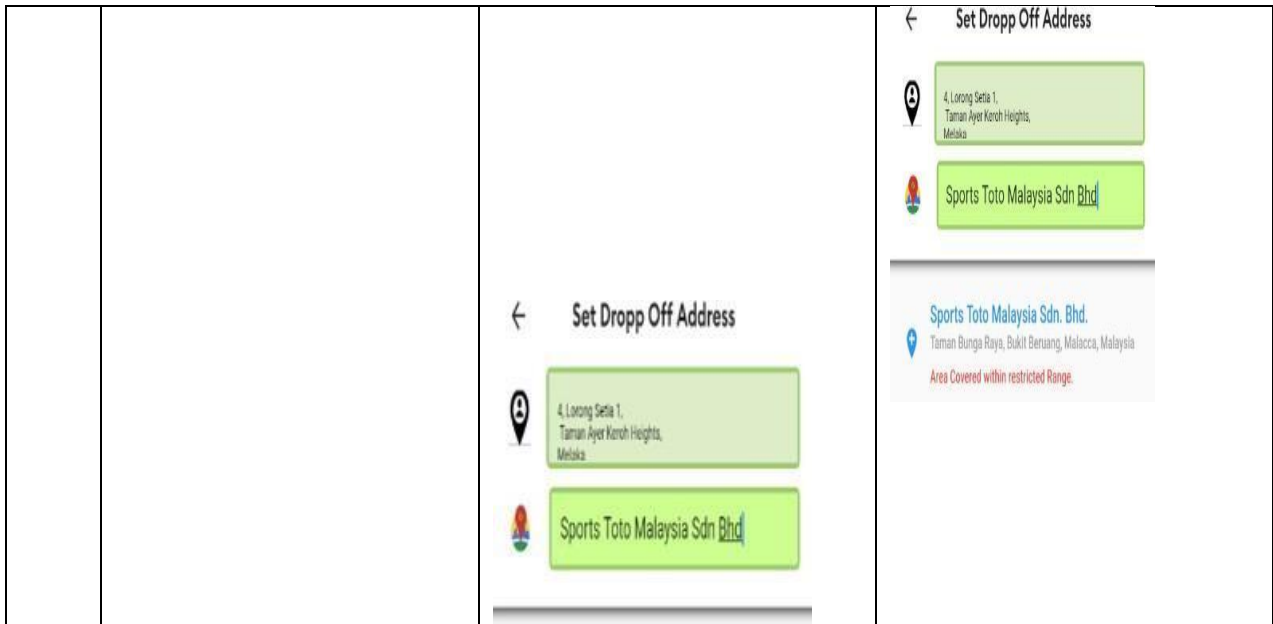 Set Dropp Off Address
4, Lorong Setia 1,
Taman Ayer Keroh Heights,
Melaka
Sports Toto Malaysia Sdn Bhd
Set Dropp Off Address
4, Lorong Setia 1,
Taman Ayer Keroh Heights,
Melaka
Sports Toto Malaysia Sdn Bhd
Sports Toto Malaysia Sdn. Bhd.
Taman Bunga Raya, Bukit Beruang, Malacca, Malaysia
Area Covered within restricted Range.